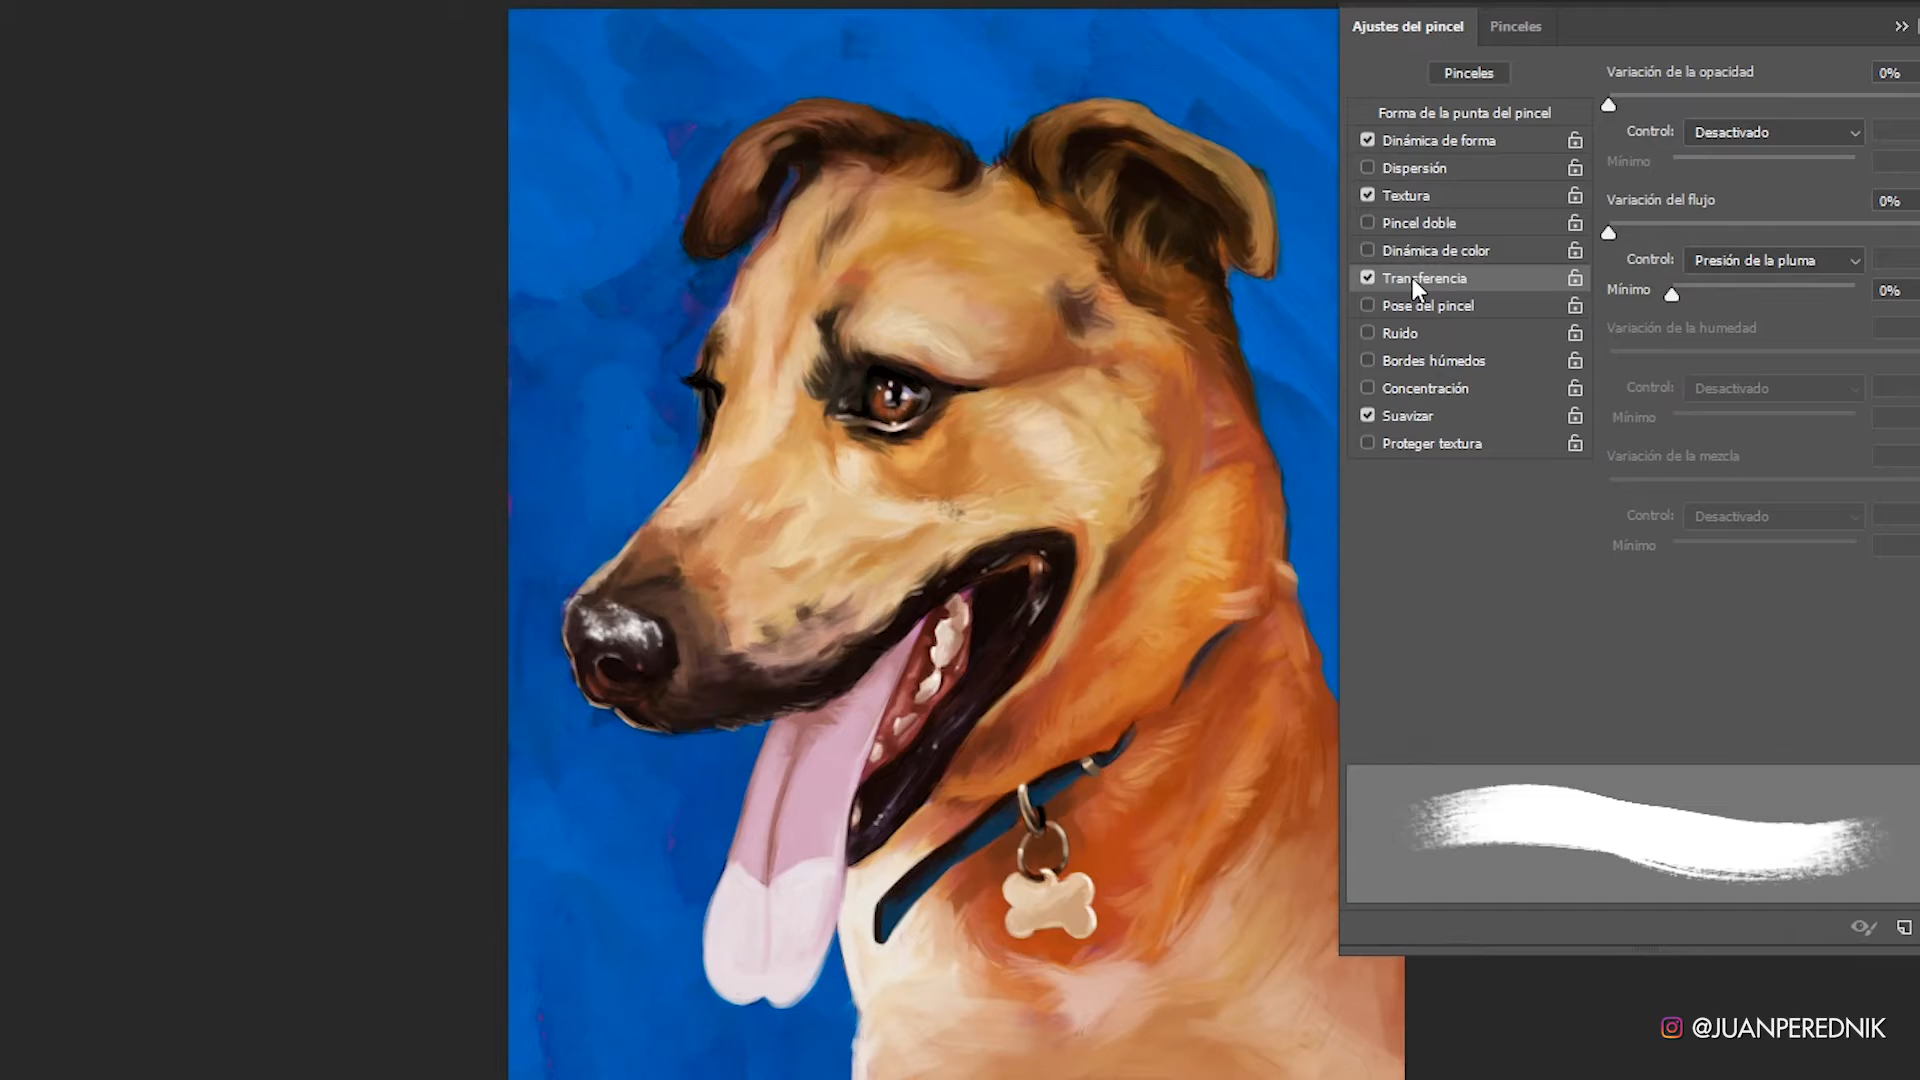 Ajustes del pincel
Pinceles
Pinceles
Forma de la punta del pincel
Dinámica de forma
Dispersión
Textura
Pincel doble
Dinámica de color
Transferencia
Pose del pincel
Ruido
Bordes húmedos
Concentración
Suavizar
Proteger textura
Variación de la opacidad 0%
Control: Desactivado
Mínimo
Variación del flujo 0%
Control: Presión de la pluma
Mínimo 0%
Variación de la humedad
Control: Desactivado
Mínimo
Variación de la mezcla
Control: Desactivado
Mínimo
@JUANPEREDNIK